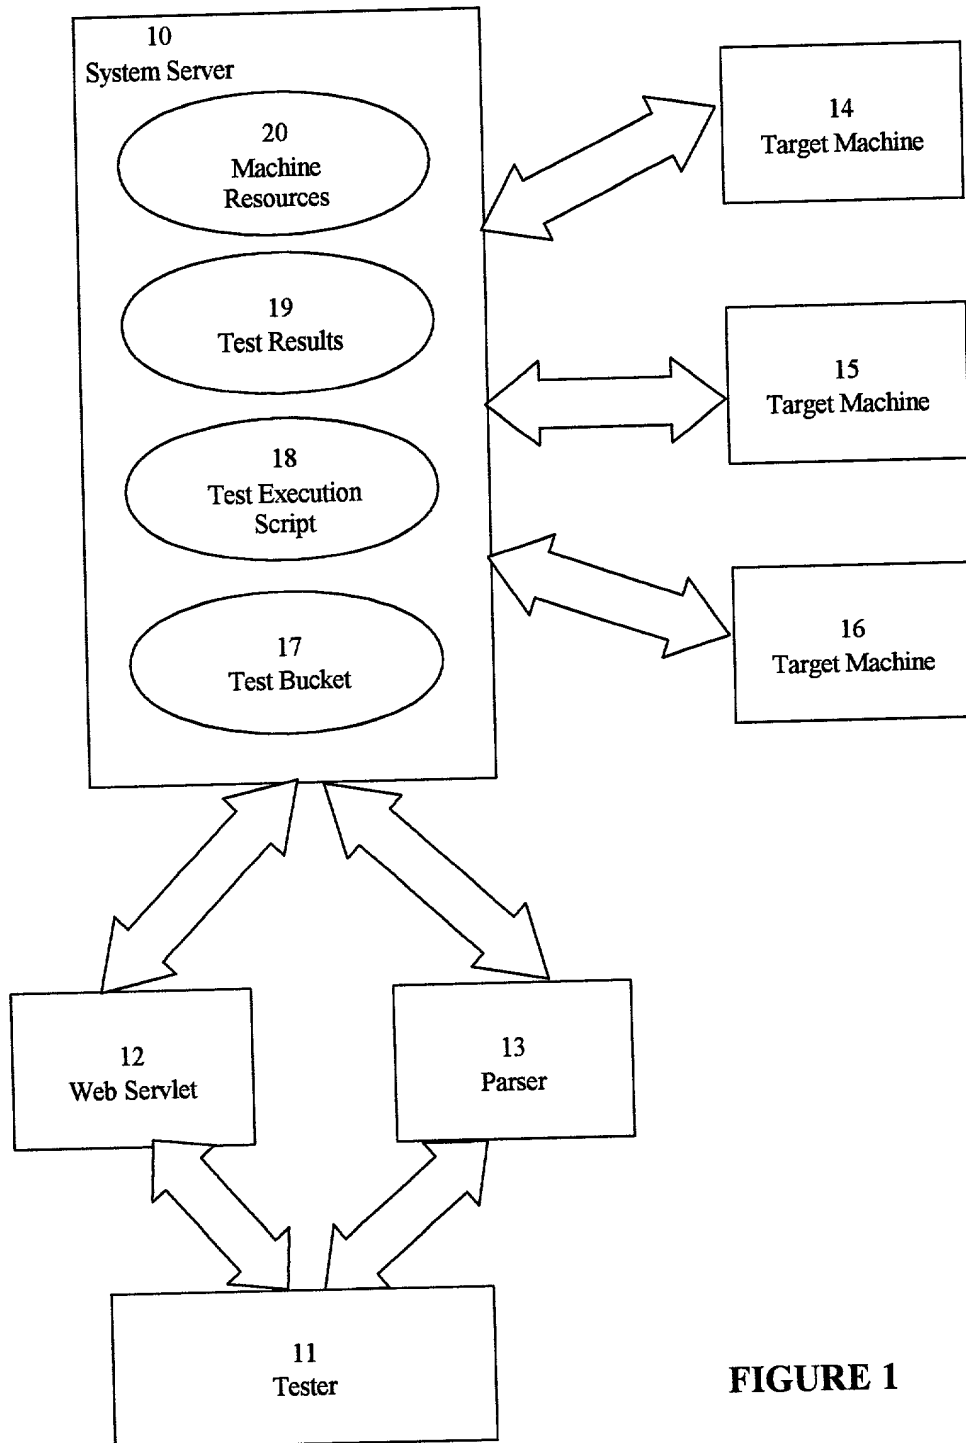 10
System Server
20
Machine
Resources
19
Test Results
18
Test Execution
Script
17
Test Bucket
14
Target Machine
15
Target Machine
16
Target Machine
12
Web Servlet
13
Parser
11
Tester
FIGURE 1